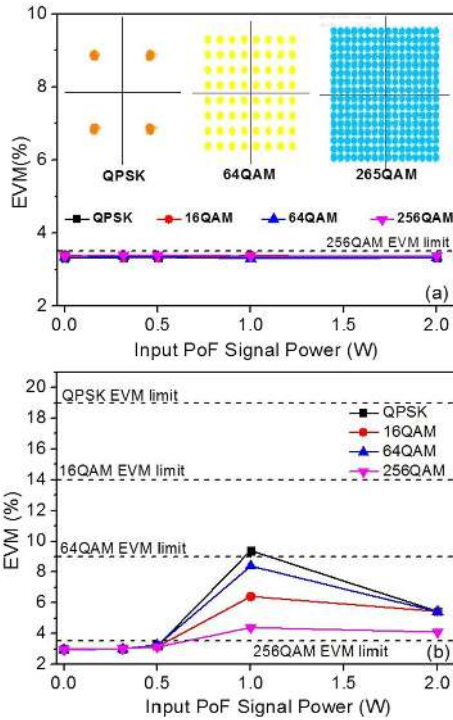 10
8
6
4
2
EVM(%)
QPSK
64QAM
265QAM
QPSK
16QAM
64QAM
256QAM
256QAM EVM limit
(a)
0.0
0.5
1.0
1.5
2.0
Input PoF Signal Power (W)
20
18
16
14
12
10
8
6
4
2
EVM (%)
QPSK EVM limit
QPSK
16QAM
64QAM
256QAM
16QAM EVM limit
64QAM EVM limit
256QAM EVM limit
(b)
0.0
0.5
1.0
1.5
2.0
Input PoF Signal Power (W)